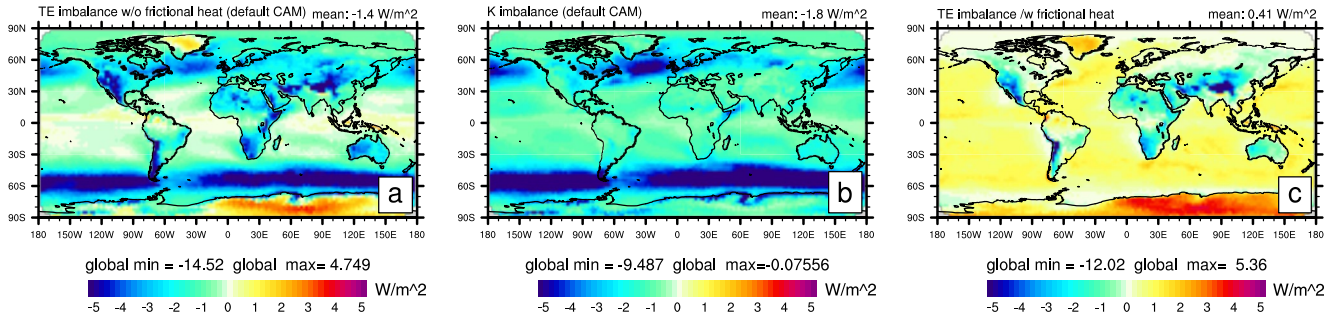 TE imbalance w/o frictional heat (default CAM) mean: -1.4 W/m^2
90N
60N
30N
0
30S
60S
90S
a
180 150W 120W 90W 60W 30W 0 30E 60E 90E 120E 150E 180
global min = -14.52 global max= 4.749
W/m^2
-5 -4 -3 -2 -1 0 1 2 3 4 5
K imbalance (default CAM) mean: -1.8 W/m^2
90N
60N
30N
0
30S
60S
90S
b
180 150W 120W 90W 60W 30W 0 30E 60E 90E 120E 150E 180
global min = -9.487 global max=-0.07556
W/m^2
-5 -4 -3 -2 -1 0 1 2 3 4 5
TE imbalance /w frictional heat mean: 0.41 W/m^2
90N
60N
30N
0
30S
60S
90S
c
180 150W 120W 90W 60W 30W 0 30E 60E 90E 120E 150E 180
global min = -12.02 global max= 5.36
W/m^2
-5 -4 -3 -2 -1 0 1 2 3 4 5